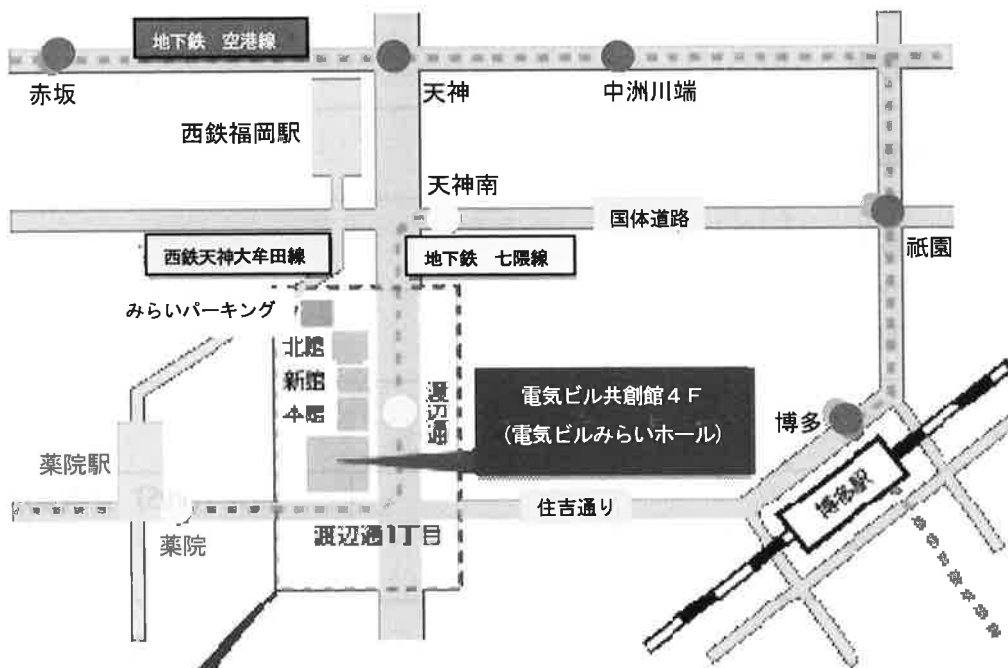 地下鉄 空港線
赤坂
天神
中洲川端
西鉄福岡駅
天神南
国体道路
祇園
西鉄天神大牟田線
地下鉄 七隈線
みらいパーキング
北館
新館
本館
渡辺通
電気ビル共創館4F
(電気ビルみらいホール)
博多
博多駅
薬院駅
薬院
住吉通り
渡辺通1丁目